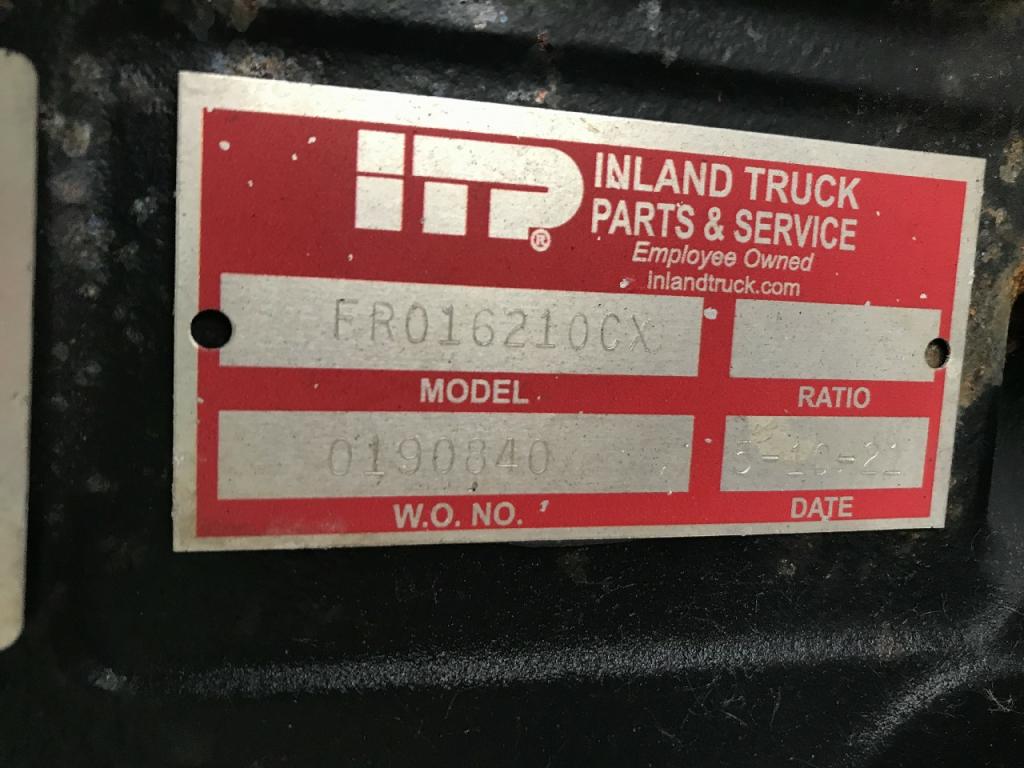 ITP®
INLAND TRUCK
PARTS & SERVICE
Employee Owned
inlandtruck.com
FRO16210CX
MODEL
RATIO
0190840
W.O. NO.
DATE